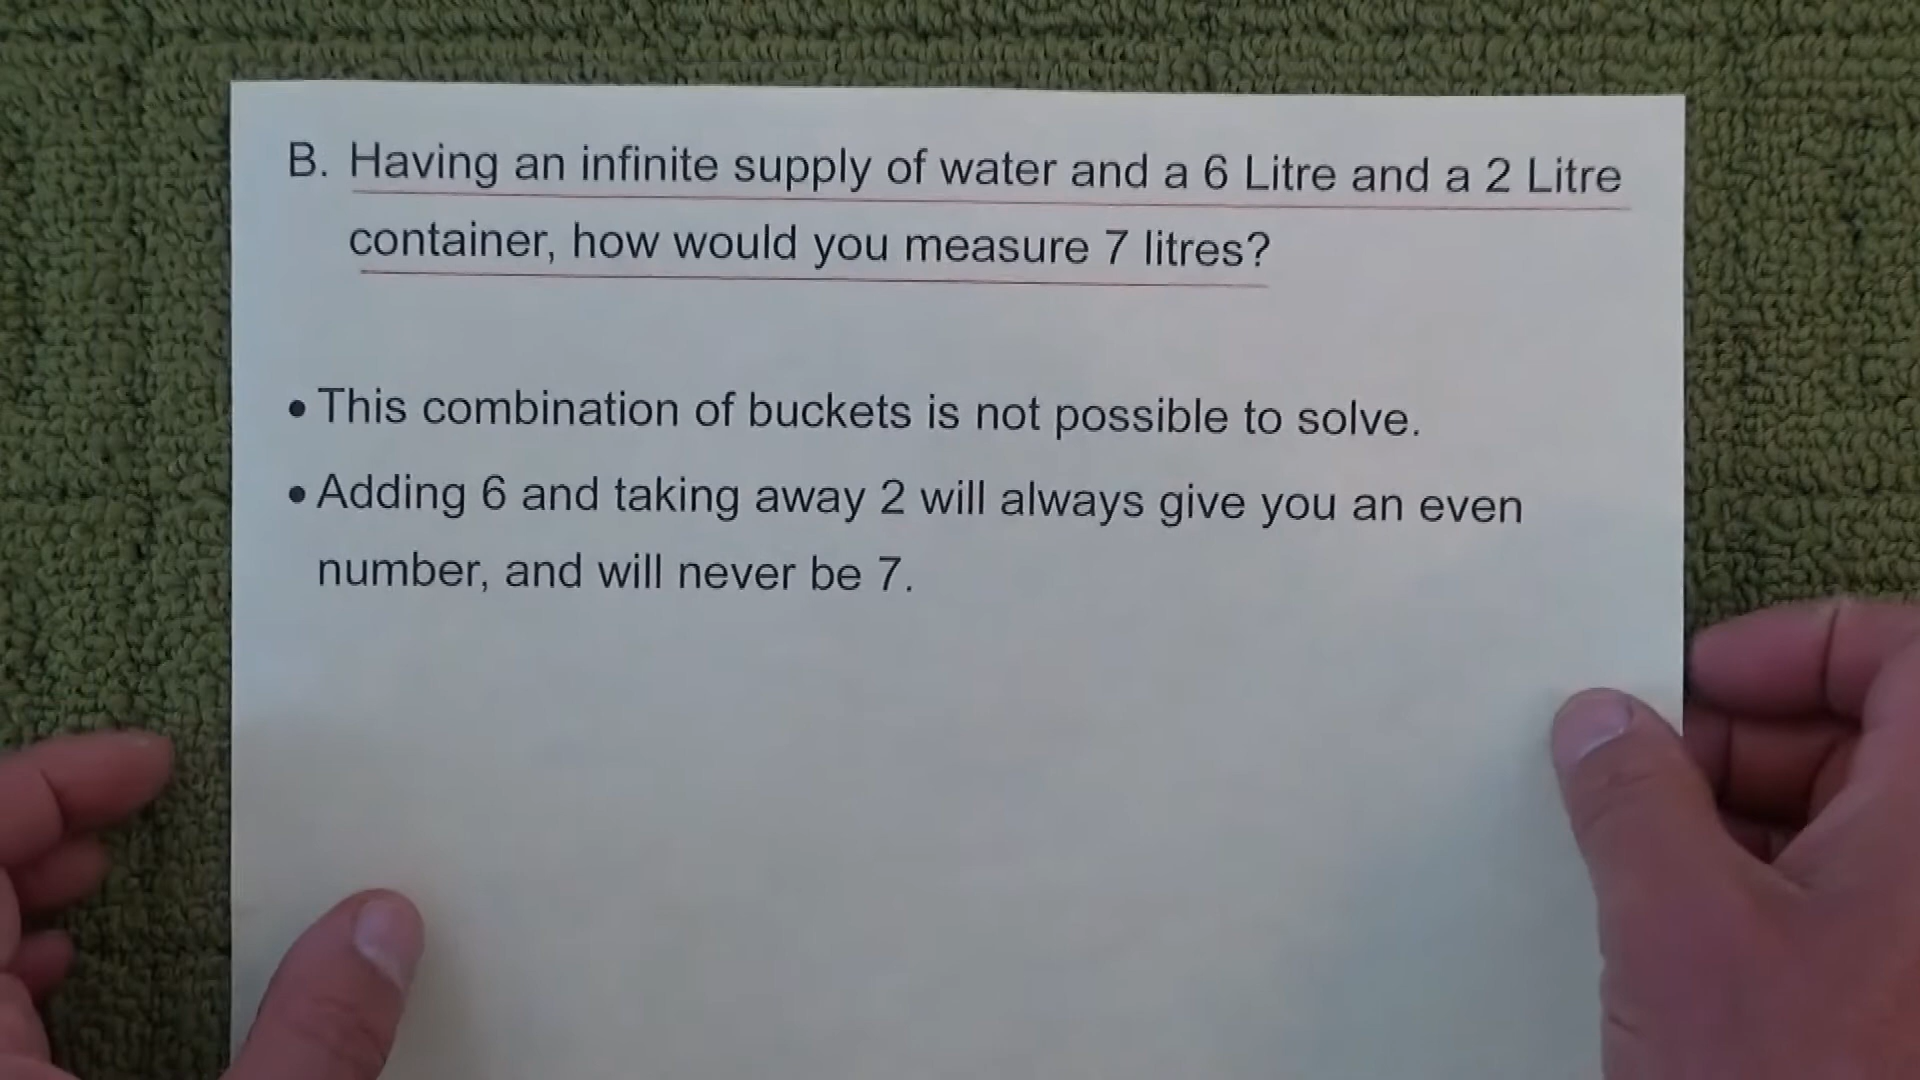 B. Having an infinite supply of water and a 6 Litre and a 2 Litre
container, how would you measure 7 litres?
• This combination of buckets is not possible to solve.
• Adding 6 and taking away 2 will always give you an even
number, and will never be 7.